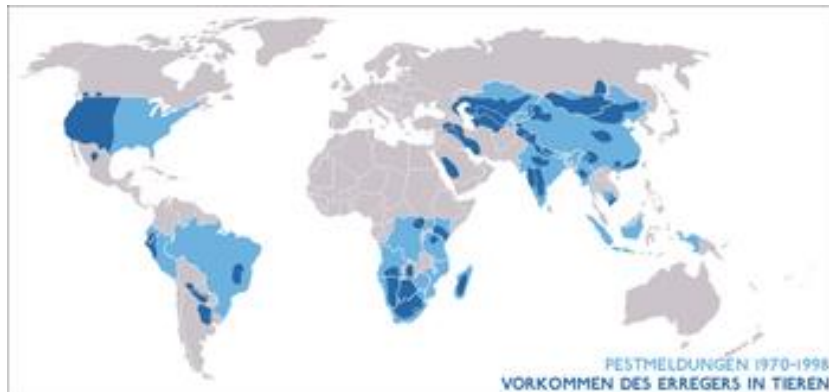 PESTMELDUNGEN 1970-1998
VORKOMMEN DES ERREGERS IN TIEREN